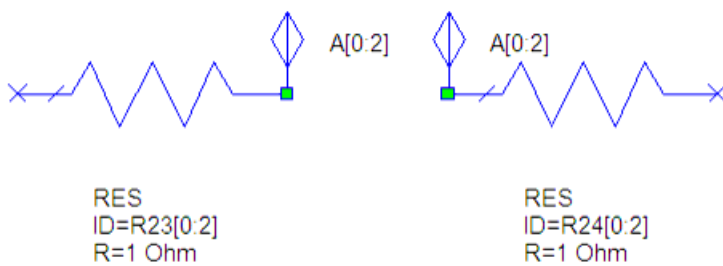 A[0:2]
A[0:2]
RES
ID=R23[0:2]
R=1 Ohm
RES
ID=R24[0:2]
R=1 Ohm